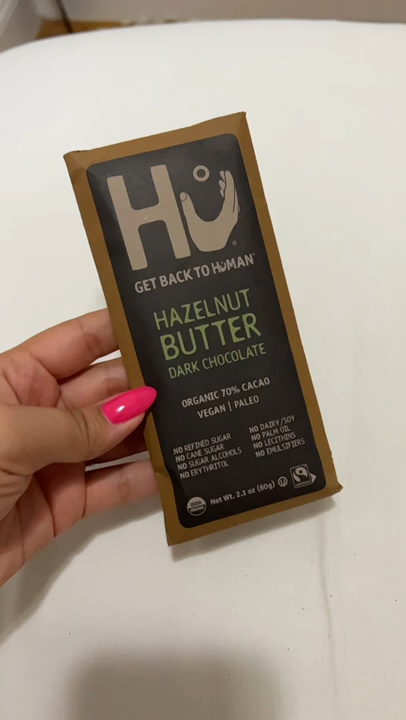 Hu
GET BACK TO HUMAN
HAZELNUT
BUTTER
DARK CHOCOLATE
ORGANIC 70% CACAO
VEGAN | PALEO
NO REFINED SUGAR
NO CANE SUGAR
NO SUGAR ALCOHOLS
NO ERYTHRITOL
NO DAIRY/SOY
NO PALM OIL
NO LECITHINS
NO EMULSIFIERS
USDA
ORGANIC
Net Wt. 2.1 oz (60g)
U